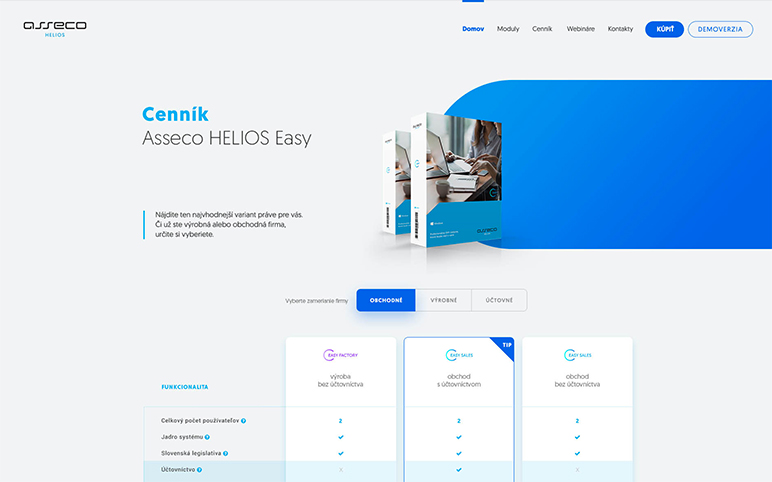 asseco
HELIOS
Domov
Moduly
Cenník
Webináre
Kontakty
KÚPIŤ
DEMOVERZIA
Cenník
Asseco HELIOS Easy
Nájdite ten najvhodnejší variant práve pre vás.
Či už ste výrobná alebo obchodná firma,
určite si vyberiete.
asseco
Vyberte zameranie firmy
OBCHODNÉ
VÝROBNÉ
ÚČTOVNÉ
TIP
EASY FACTORY
EASY SALES
EASY SALES
výroba
bez účtovníctva
obchod
s účtovníctvom
obchod
bez účtovníctva
FUNKCIONALITA
Celkový počet používateľov ?
2
2
2
Jadro systému ?
Slovenská legislatíva ?
Účtovníctvo ?